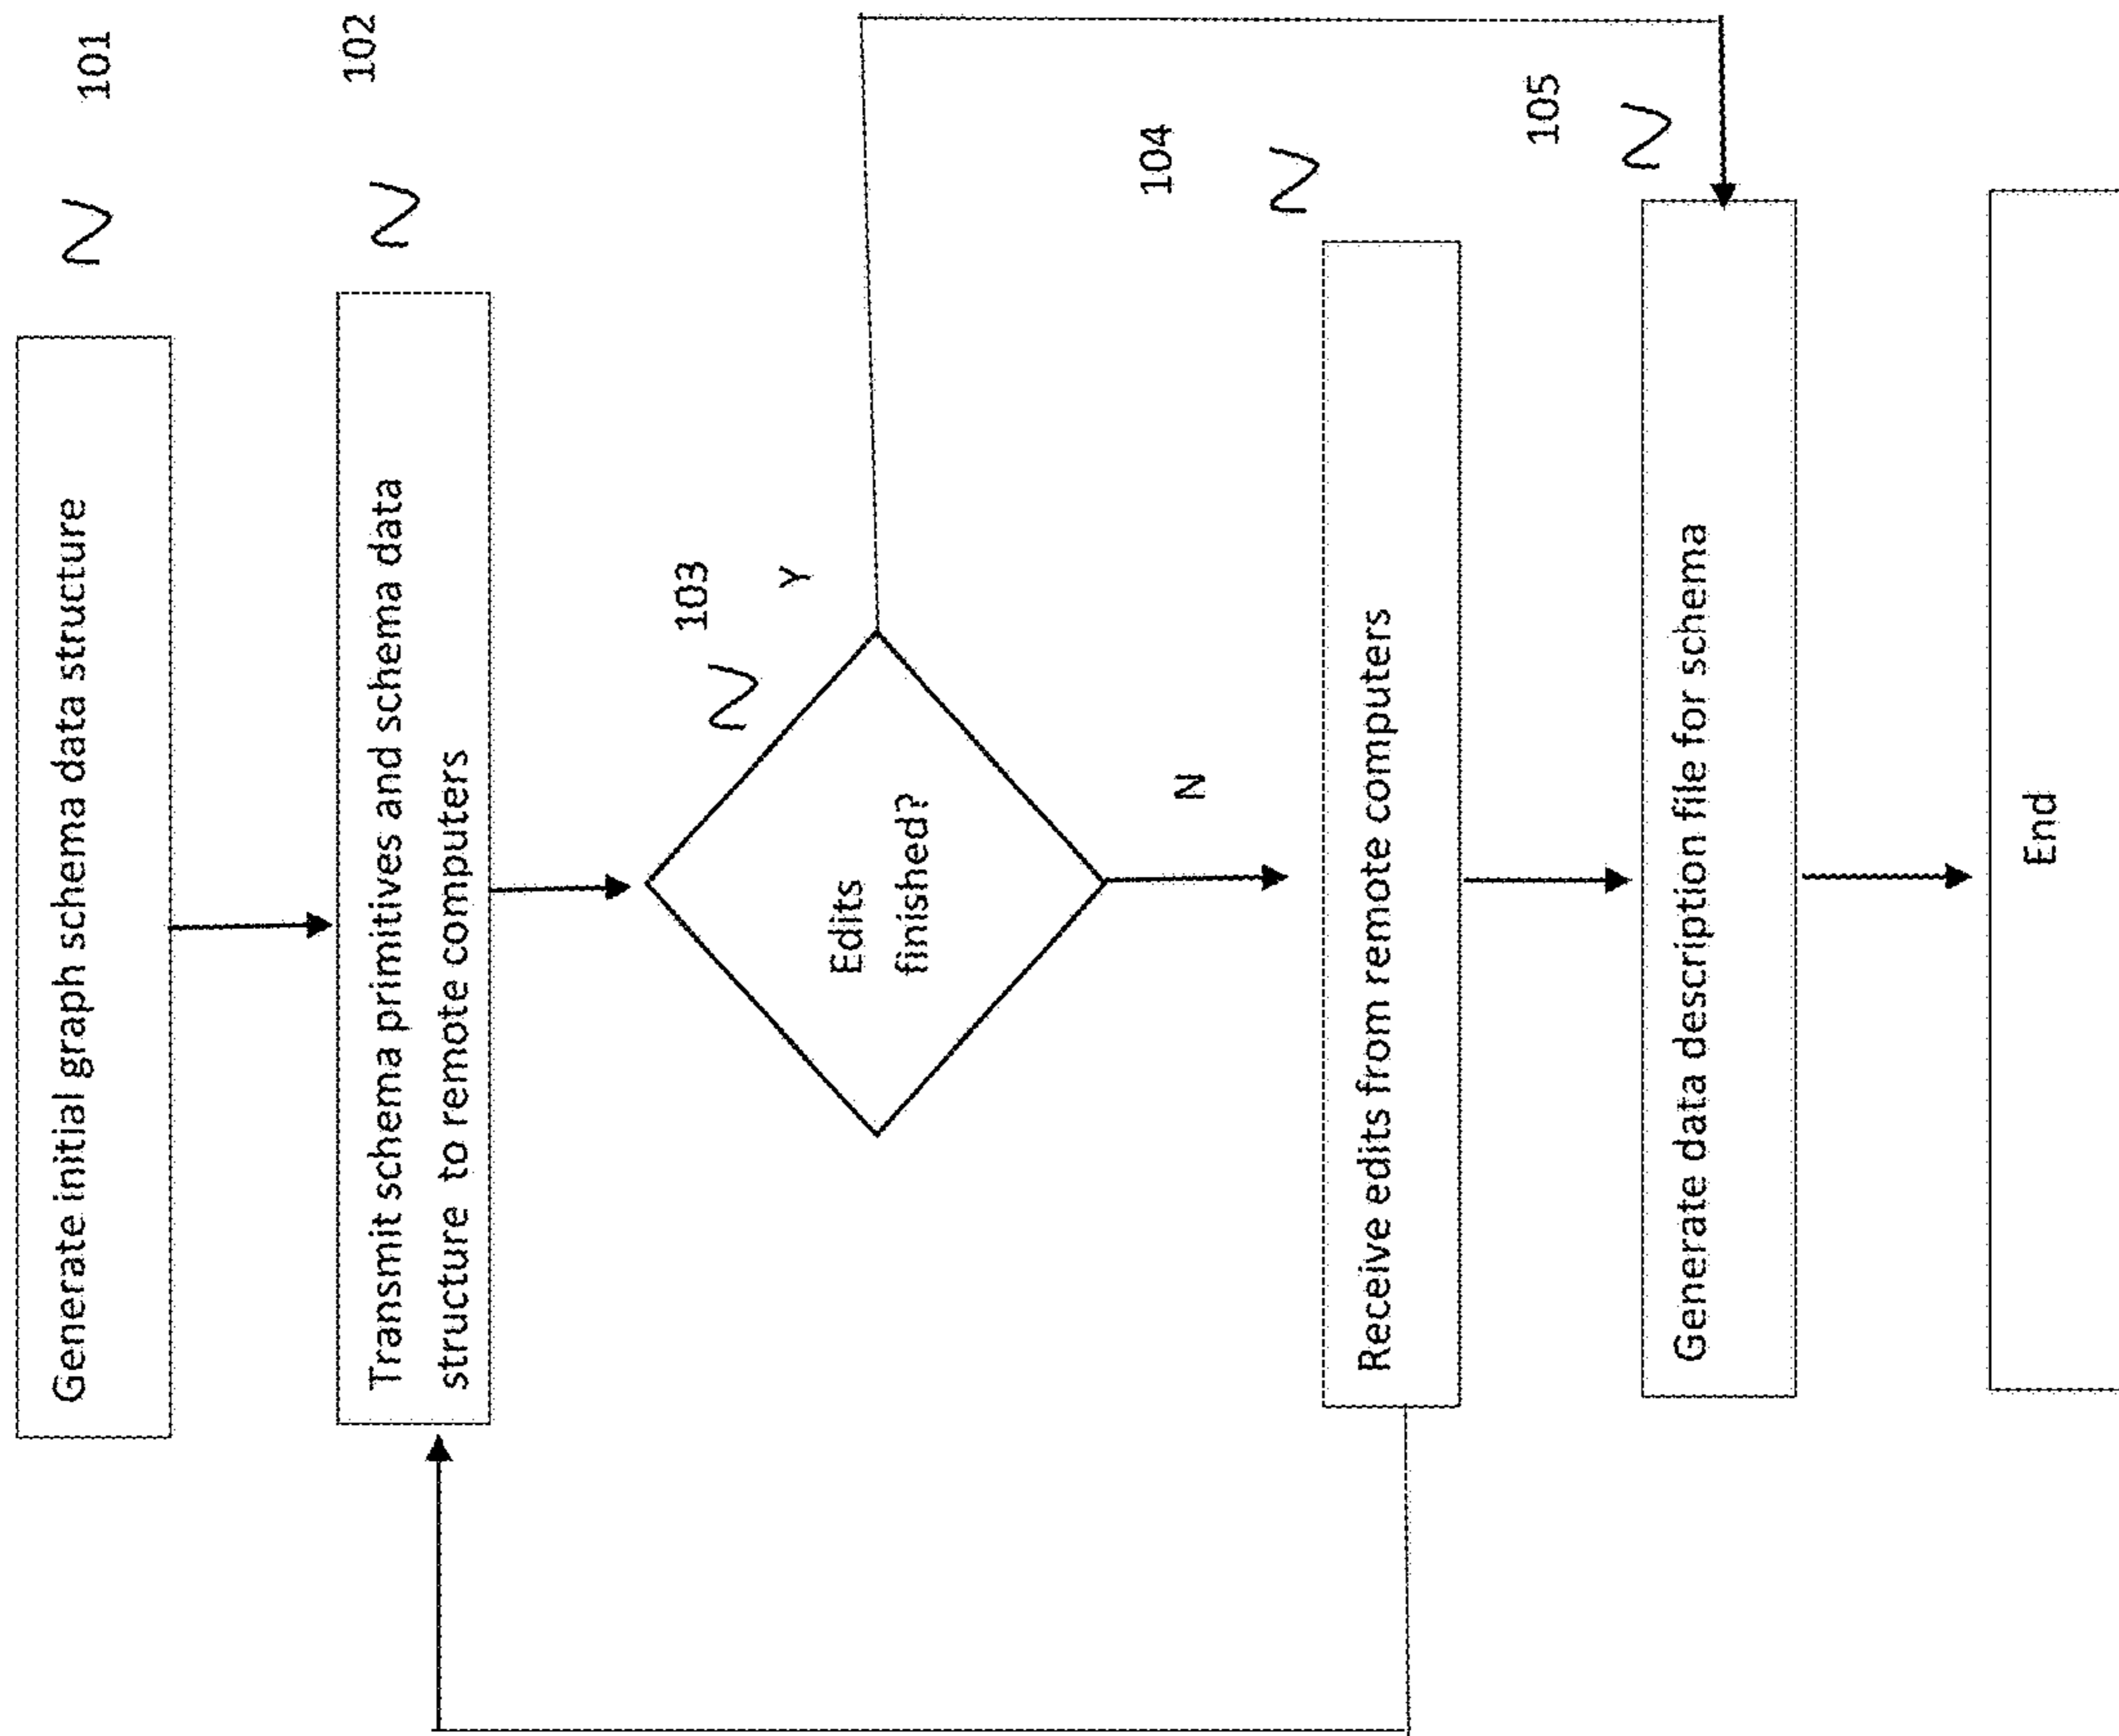 Generate initial graph schema data structure
101
Transmit schema primitives and schema data
structure to remote computers
102
Edits
finished?
103
Y
N
Receive edits from remote computers
104
Generate data description file for schema
105
End